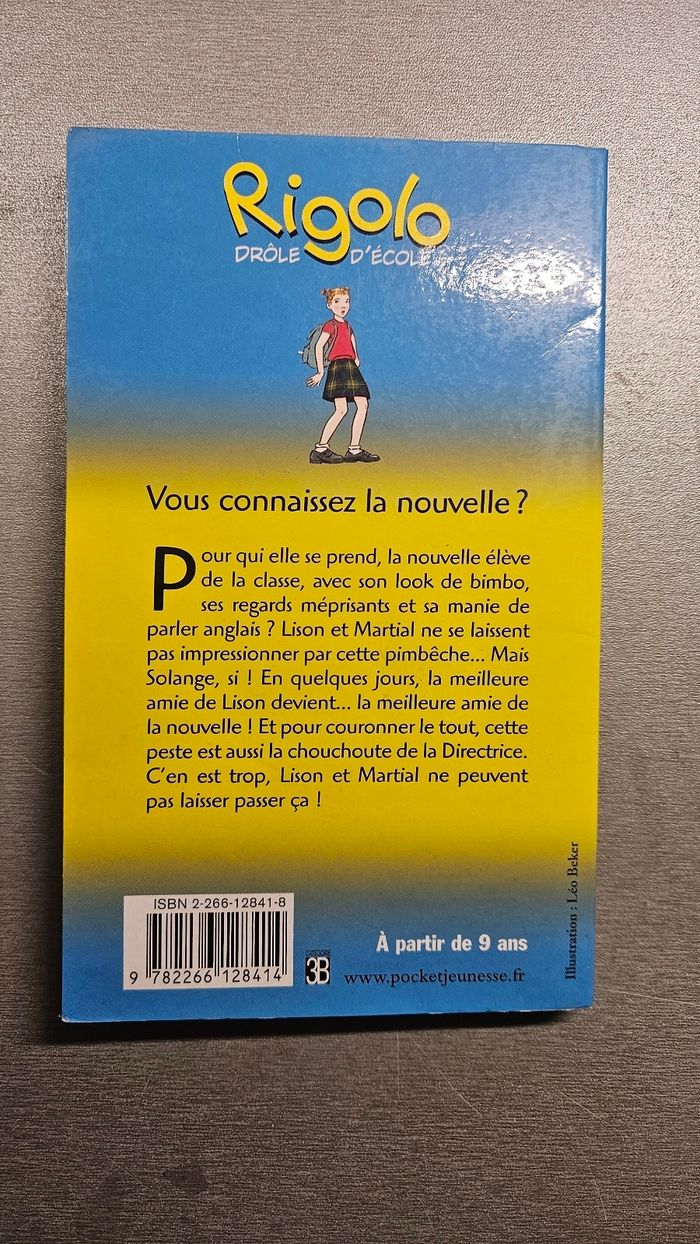 Rigolo
DRÔLE D'ÉCOLE
Vous connaissez la nouvelle ?
Pour qui elle se prend, la nouvelle élève
de la classe, avec son look de bimbo,
ses regards méprisants et sa manie de
parler anglais ? Lison et Martial ne se laissent
pas impressionner par cette pimbêche... Mais
Solange, si ! En quelques jours, la meilleure
amie de Lison devient... la meilleure amie de
la nouvelle ! Et pour couronner le tout, cette
peste est aussi la chouchoute de la Directrice.
C'en est trop, Lison et Martial ne peuvent
pas laisser passer ça !
Illustration : Léo Beker
ISBN 2-266-12841-8
9 782266 128414
CATÉGORIE
3B
À partir de 9 ans
www.pocketjeunesse.fr